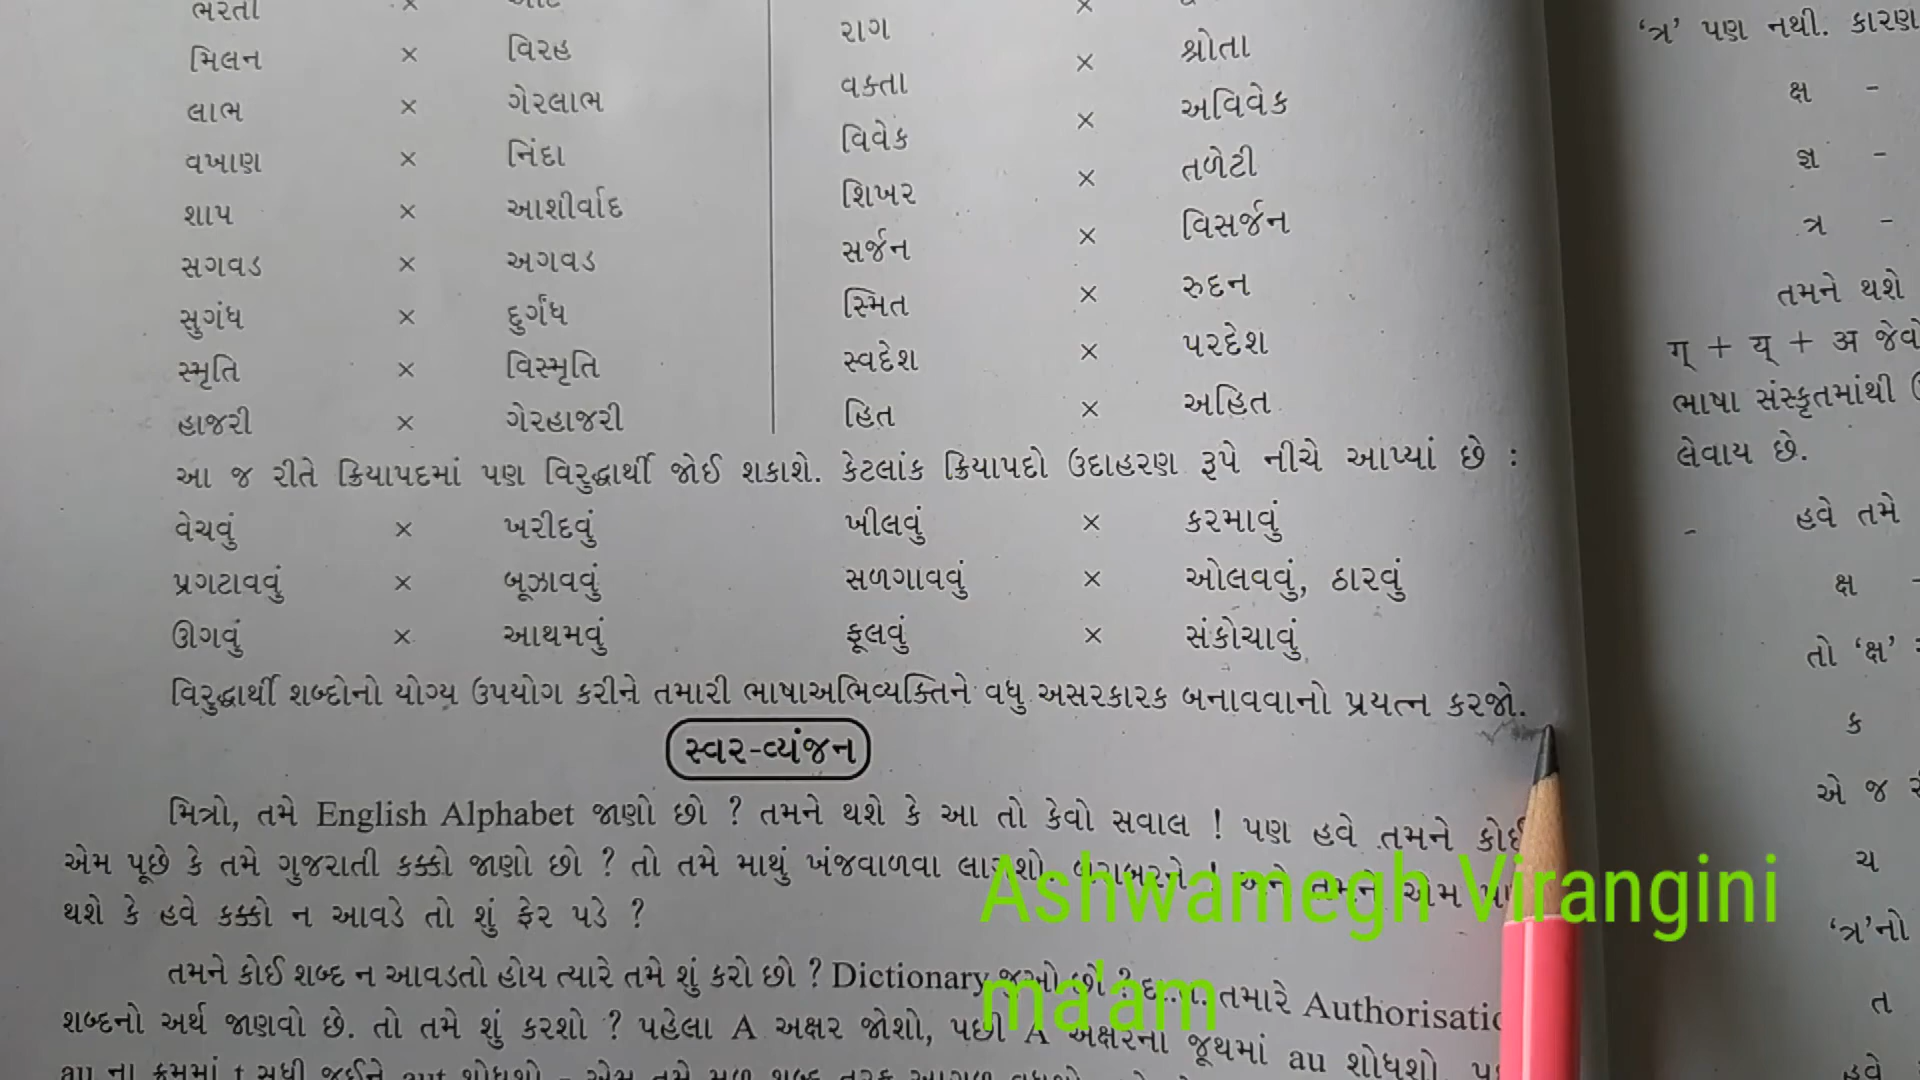 ભરતી ×
મિલન × વિરહ
લાભ × ગેરલાભ
વખાણ × નિંદા
શાપ × આશીર્વાદ
સગવડ × અગવડ
સુગંધ × દુર્ગંધ
સ્મૃતિ × વિસ્મૃતિ
હાજરી × ગેરહાજરી
રાગ ×
વક્તા × શ્રોતા
વિવેક × અવિવેક
શિખર × તળેટી
સર્જન × વિસર્જન
સ્મિત × રુદન
સ્વદેશ × પરદેશ
હિત × અહિત
આ જ રીતે ક્રિયાપદમાં પણ વિરુદ્ધાર્થી જોઈ શકાશે. કેટલાંક ક્રિયાપદો ઉદાહરણ રૂપે નીચે આપ્યાં છે :
વેચવું × ખરીદવું ખીલવું × કરમાવું
પ્રગટાવવું × બૂઝાવવું સળગાવવું × ઓલવવું, ઠારવું
ઊગવું × આથમવું ફૂલવું × સંકોચાવું
વિરુદ્ધાર્થી શબ્દોનો યોગ્ય ઉપયોગ કરીને તમારી ભાષાઅભિવ્યક્તિને વધુ અસરકારક બનાવવાનો પ્રયત્ન કરજો.
સ્વર-વ્યંજન
મિત્રો, તમે English Alphabet જાણો છો ? તમને થશે કે આ તો કેવો સવાલ ! પણ હવે તમને કોઈ
એમ પૂછે કે તમે ગુજરાતી કક્કો જાણો છો ? તો તમે માથું ખંજવાળવા
થશે કે હવે કક્કો ન આવડે તો શું ફેર પડે ?
તમને કોઈ શબ્દ ન આવડતો હોય ત્યારે તમે શું કરો છો ? Dictionary જુઓ છો ? તમારે
શબ્દનો અર્થ જાણવો છે. તો તમે શું કરશો ? પહેલા A અક્ષર જોશો, પછી A અક્ષરના જૂથમાં au શોધશો.
Ashwamegh Virangini
ma'am
'ત્ર' પણ નથી. કારણ
ક્ષ -
જ્ઞ -
ત્ર -
તમને થશે
ग् + य् + अ જેવો
ભાષા સંસ્કૃતમાંથી
લેવાય છે.
હવે તમે
ક્ષ
તો 'ક્ષ'
ક
એ જ
ચ
'ત્ર'નો
ત
હવે